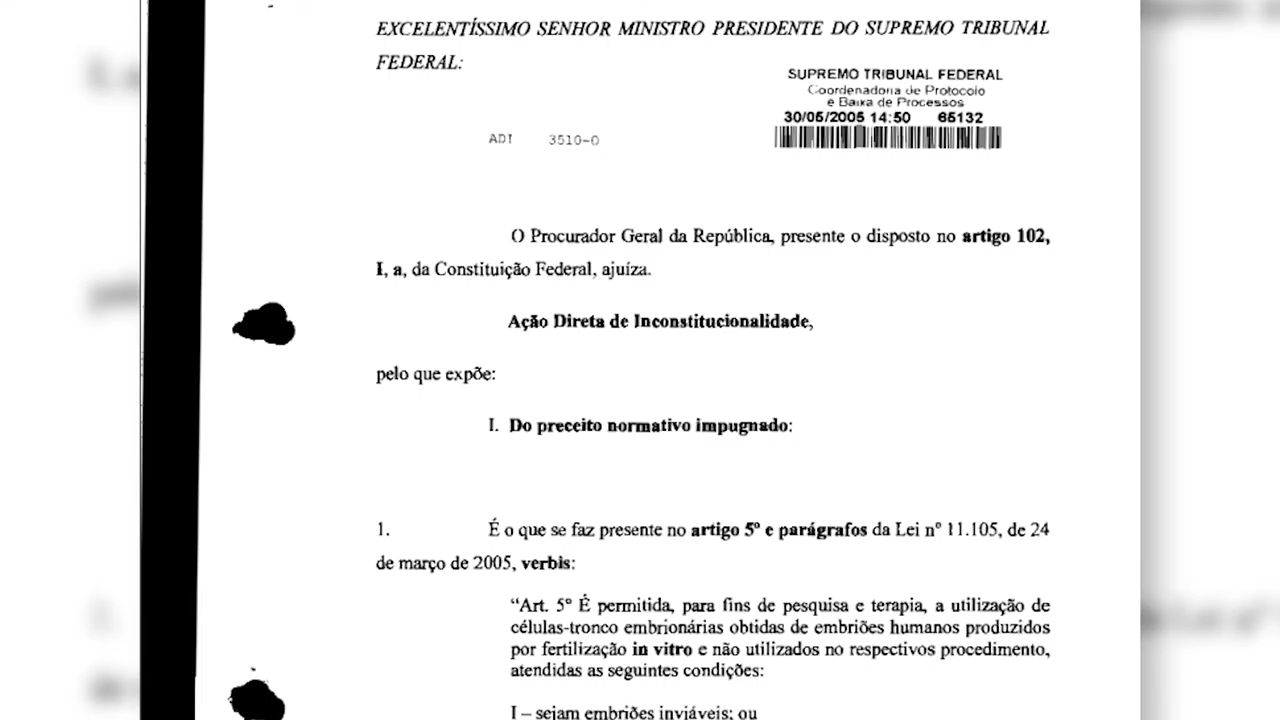 EXCELENTÍSSIMO SENHOR MINISTRO PRESIDENTE DO SUPREMO TRIBUNAL
FEDERAL:
SUPREMO TRIBUNAL FEDERAL
Coordenadoria de Protocolo
e Baixa de Processos
30/05/2005 14:50 65132
ADI 3510-0
O Procurador Geral da República, presente o disposto no artigo 102,
I, a, da Constituição Federal, ajuíza.
Ação Direta de Inconstitucionalidade,
pelo que expõe:
I. Do preceito normativo impugnado:
1. É o que se faz presente no artigo 5º e parágrafos da Lei nº 11.105, de 24
de março de 2005, verbis:
“Art. 5º É permitida, para fins de pesquisa e terapia, a utilização de
células-tronco embrionárias obtidas de embriões humanos produzidos
por fertilização in vitro e não utilizados no respectivos procedimento,
atendidas as seguintes condições:
I – sejam embriões inviáveis; ou